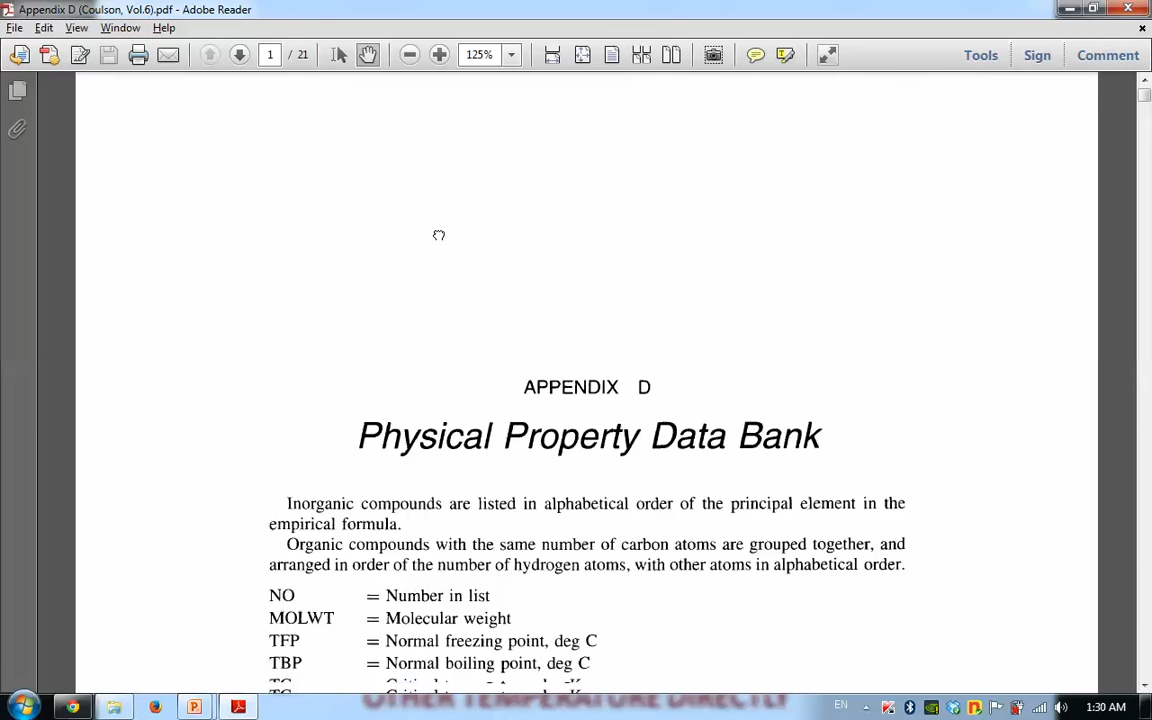 Appendix D (Coulson, Vol.6).pdf - Adobe Reader
File Edit View Window Help
1 / 21 125% Tools Sign Comment
APPENDIX D
Physical Property Data Bank
Inorganic compounds are listed in alphabetical order of the principal element in the
empirical formula.
Organic compounds with the same number of carbon atoms are grouped together, and
arranged in order of the number of hydrogen atoms, with other atoms in alphabetical order.
NO = Number in list
MOLWT = Molecular weight
TFP = Normal freezing point, deg C
TBP = Normal boiling point, deg C
OTHER TEMPERATURE DIRECTLY
EN 1:30 AM